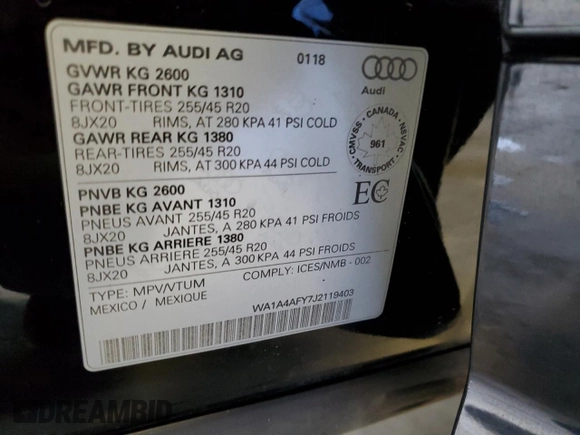 MFD. BY AUDI AG 0118
GVWR KG 2600
GAWR FRONT KG 1310
FRONT-TIRES 255/45 R20
8JX20 RIMS, AT 280 KPA 41 PSI COLD
GAWR REAR KG 1380
REAR-TIRES 255/45 R20
8JX20 RIMS, AT 300 KPA 44 PSI COLD
Audi
CMVSS - CANADA - NSVAC
961
TRANSPORT
EC
PNVB KG 2600
PNBE KG AVANT 1310
PNEUS AVANT 255/45 R20
8JX20 JANTES, A 280 KPA 41 PSI FROIDS
PNBE KG ARRIERE 1380
PNEUS ARRIERE 255/45 R20
8JX20 JANTES, A 300 KPA 44 PSI FROIDS
COMPLY: ICES/NMB - 002
TYPE: MPV/VTUM
MEXICO / MEXIQUE
WA1A4AFY7J2119403
DREAMBID